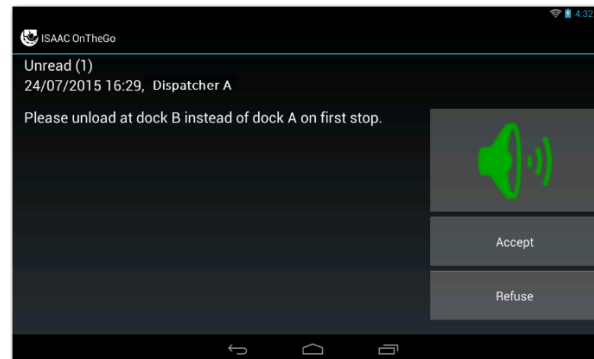 4:32
ISAAC OnTheGo
Unread (1)
24/07/2015 16:29, Dispatcher A
Please unload at dock B instead of dock A on first stop.
Accept
Refuse